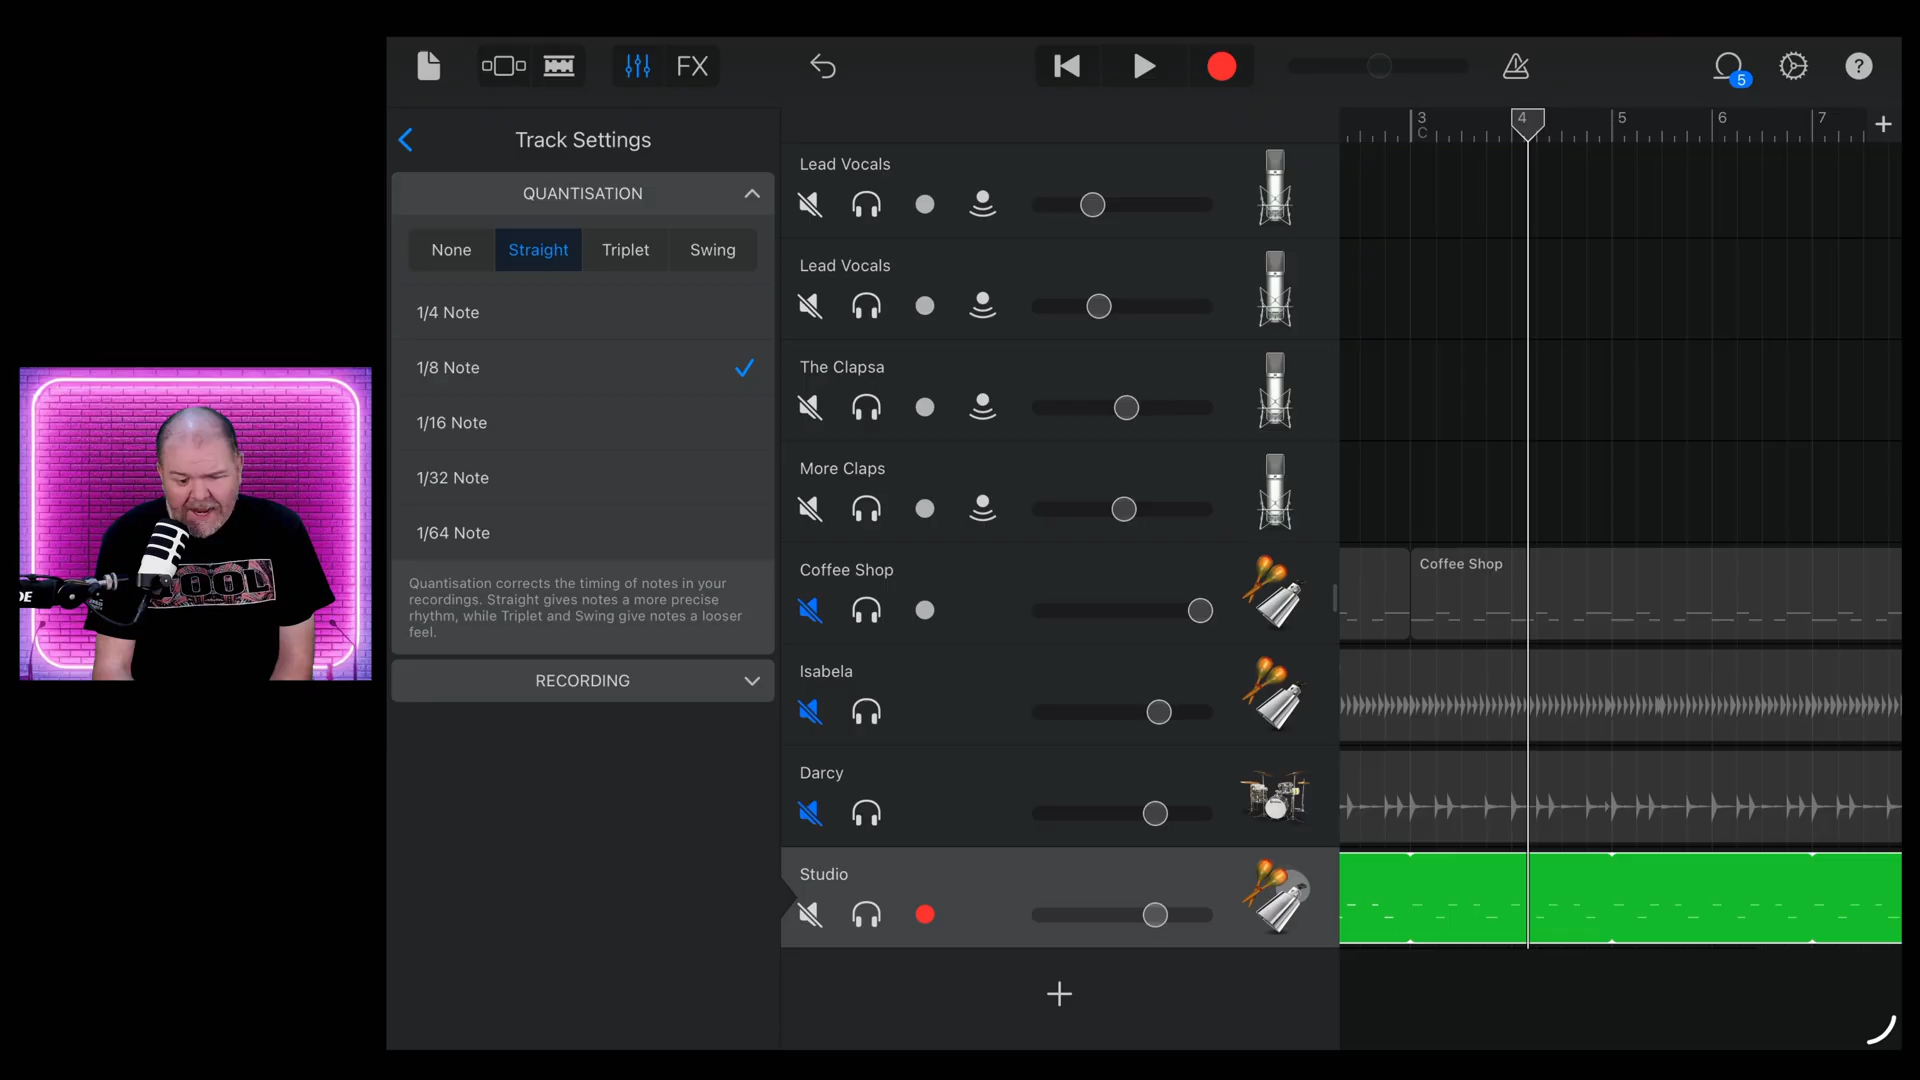 FX
5
?
Track Settings
QUANTISATION
None
Straight
Triplet
Swing
1/4 Note
1/8 Note
1/16 Note
1/32 Note
1/64 Note
Quantisation corrects the timing of notes in your
recordings. Straight gives notes a more precise
rhythm, while Triplet and Swing give notes a looser
feel.
RECORDING
Lead Vocals
Lead Vocals
The Clapsa
More Claps
Coffee Shop
Isabela
Darcy
Studio
3
C
4
5
6
7
Coffee Shop
TOOL
DE